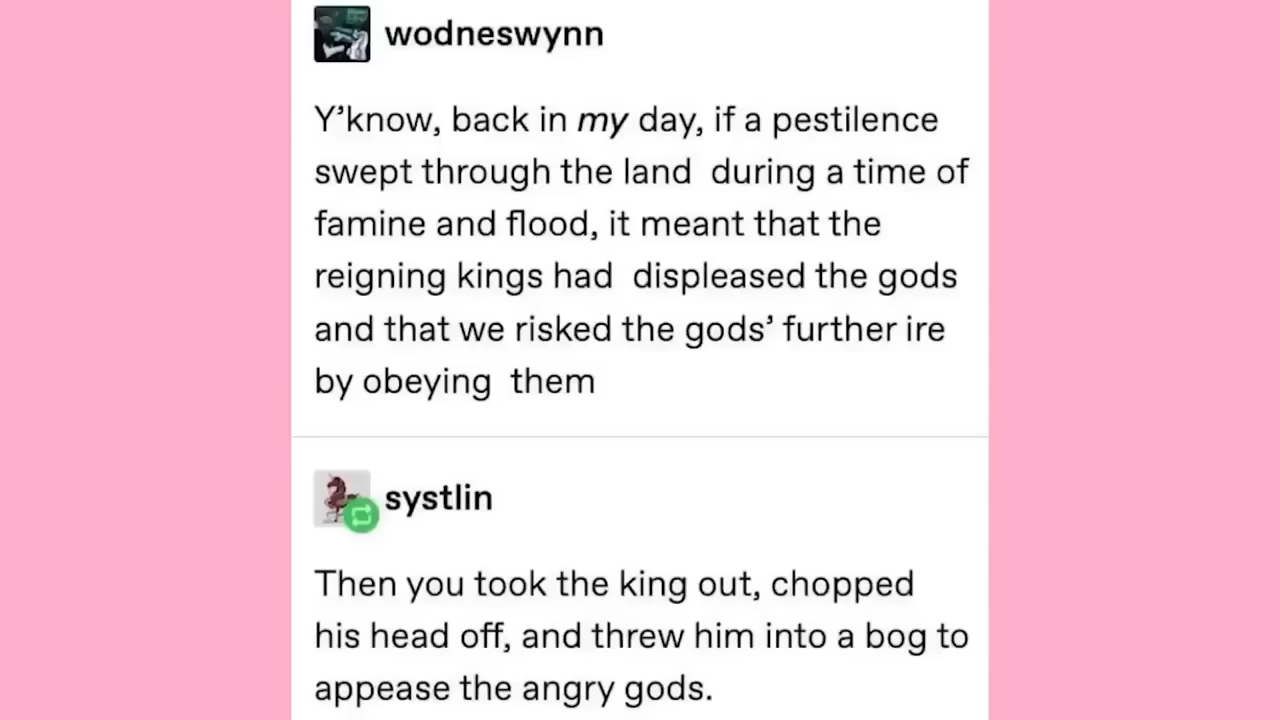 wodneswynn
Y’know, back in my day, if a pestilence
swept through the land during a time of
famine and flood, it meant that the
reigning kings had displeased the gods
and that we risked the gods’ further ire
by obeying them
systlin
Then you took the king out, chopped
his head off, and threw him into a bog to
appease the angry gods.